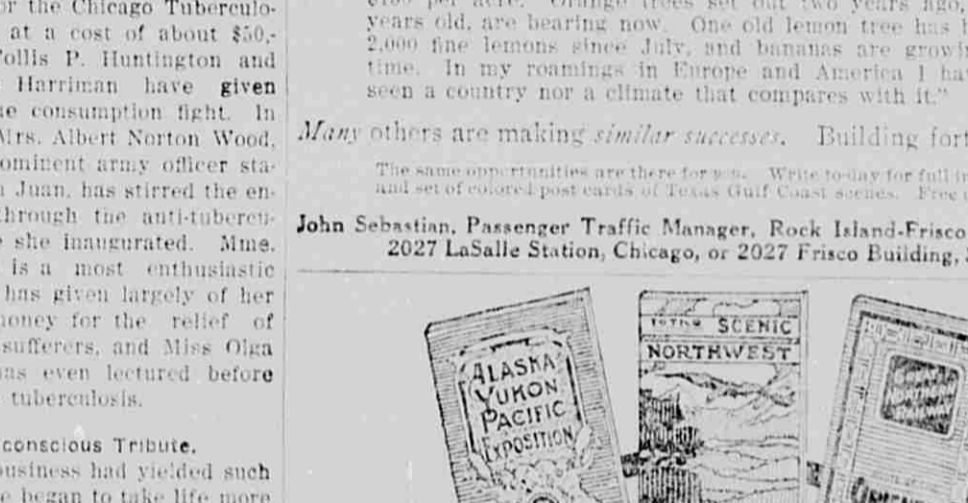 or the Chicago Tuberculo-
at a cost of about $50,-
ollis P. Huntington and
Harriman have given
e consumption fight. In
Mrs. Albert Norton Wood,
ominent army officer sta-
Juan, has stirred the en-
through the anti-tubercu-
she inaugurated. Mme.
is a most enthusiastic
has given largely of her
money for the relief of
sufferers, and Miss Olga
has even lectured before
tuberculosis.
conscious Tribute.
business had yielded such
e began to take life more
per acre. Orange trees set out two years ago,
years old, are bearing now. One old lemon tree has
2,000 fine lemons since July, and bananas are growi
time. In my roamings in Europe and America I ha
seen a country nor a climate that compares with it."
Many others are making similar successes. Building fort
The same opportunities are there for you. Write to-day for full in
and set of colored post cards of Texas Gulf Coast scenes. Free
John Sebastian, Passenger Traffic Manager, Rock Island-Frisco
2027 LaSalle Station, Chicago, or 2027 Frisco Building,
ALASKA
YUKON
PACIFIC
EXPOSITION
to the SCENIC
NORTHWEST